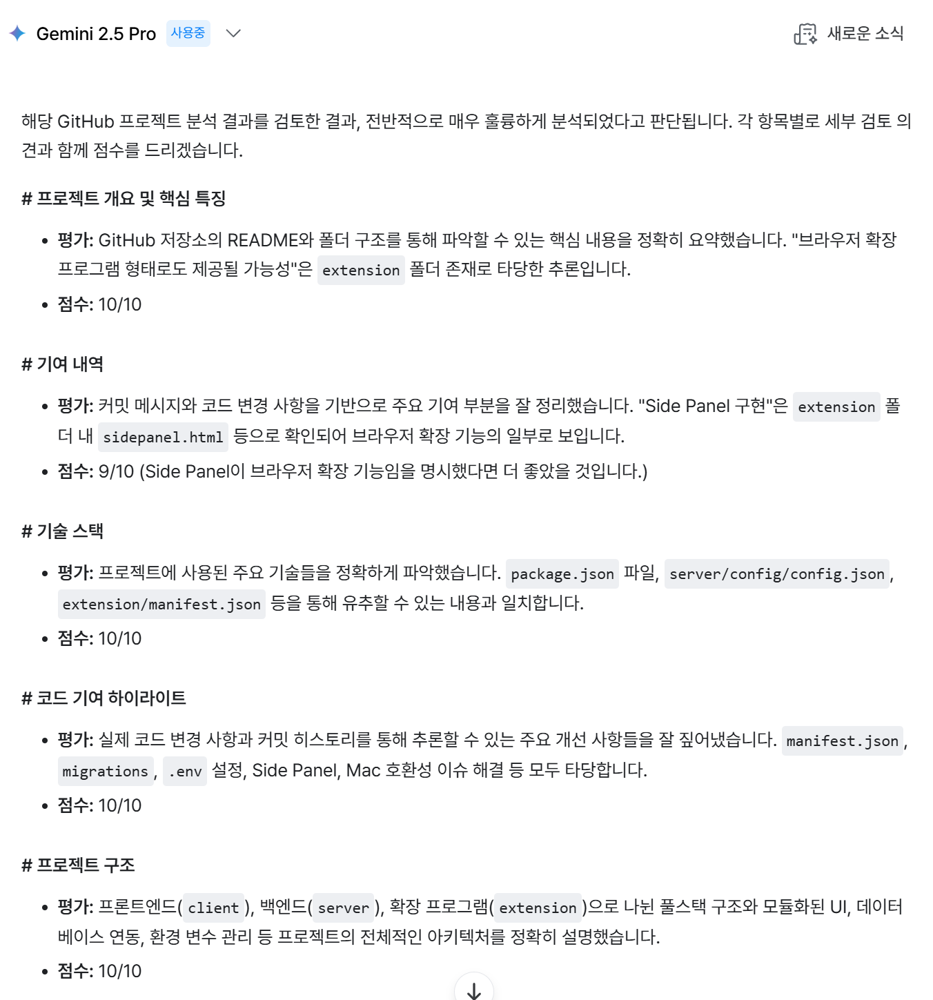 Gemini 2.5 Pro 사용중
새로운 소식
해당 GitHub 프로젝트 분석 결과를 검토한 결과, 전반적으로 매우 훌륭하게 분석되었다고 판단됩니다. 각 항목별로 세부 검토 의
견과 함께 점수를 드리겠습니다.
# 프로젝트 개요 및 핵심 특징
• 평가: GitHub 저장소의 README와 폴더 구조를 통해 파악할 수 있는 핵심 내용을 정확히 요약했습니다. "브라우저 확장
프로그램 형태로도 제공될 가능성"은 extension 폴더 존재로 타당한 추론입니다.
• 점수: 10/10
# 기여 내역
• 평가: 커밋 메시지와 코드 변경 사항을 기반으로 주요 기여 부분을 잘 정리했습니다. "Side Panel 구현"은 extension 폴
더 내 sidepanel.html 등으로 확인되어 브라우저 확장 기능의 일부로 보입니다.
• 점수: 9/10 (Side Panel이 브라우저 확장 기능임을 명시했다면 더 좋았을 것입니다.)
# 기술 스택
• 평가: 프로젝트에 사용된 주요 기술들을 정확하게 파악했습니다. package.json 파일, server/config/config.json,
extension/manifest.json 등을 통해 유추할 수 있는 내용과 일치합니다.
• 점수: 10/10
# 코드 기여 하이라이트
• 평가: 실제 코드 변경 사항과 커밋 히스토리를 통해 추론할 수 있는 주요 개선 사항들을 잘 짚어냈습니다. manifest.json,
migrations, .env 설정, Side Panel, Mac 호환성 이슈 해결 등 모두 타당합니다.
• 점수: 10/10
# 프로젝트 구조
• 평가: 프론트엔드(client), 백엔드(server), 확장 프로그램(extension)으로 나뉜 풀스택 구조와 모듈화된 UI, 데이터
베이스 연동, 환경 변수 관리 등 프로젝트의 전체적인 아키텍처를 정확히 설명했습니다.
• 점수: 10/10